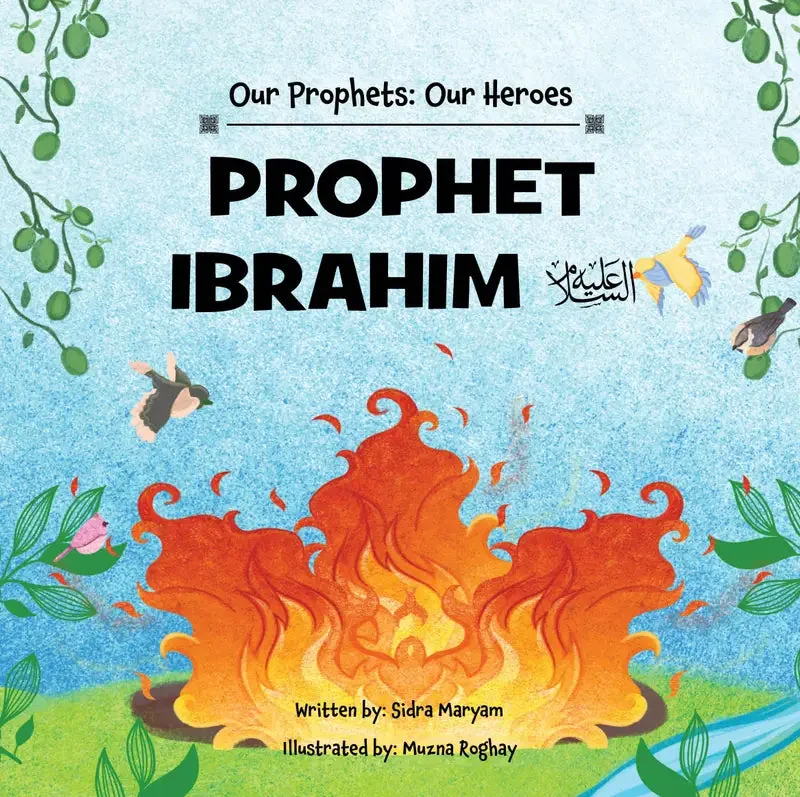 Our Prophets: Our Heroes
PROPHET
IBRAHIM عليه السلام
Written by: Sidra Maryam
Illustrated by: Muzna Roghay